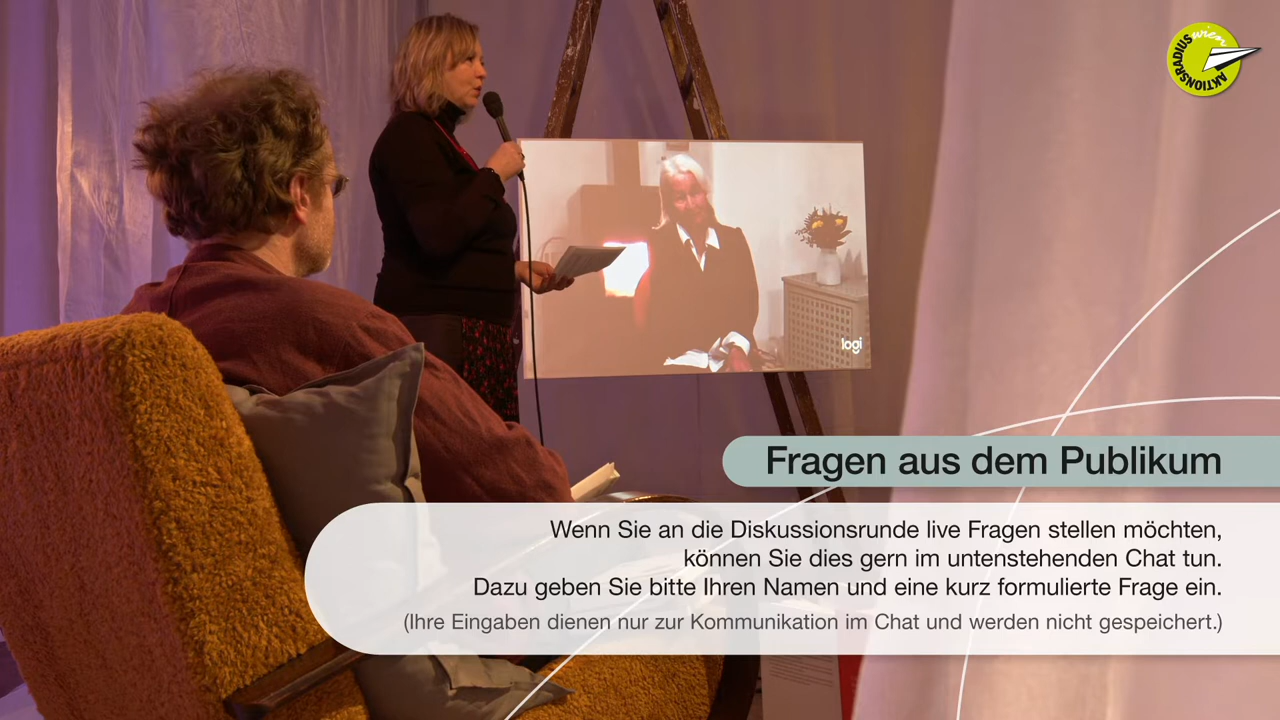 AKTIONSRADIUS wien
logi
Fragen aus dem Publikum
Wenn Sie an die Diskussionsrunde live Fragen stellen möchten,
können Sie dies gern im untenstehenden Chat tun.
Dazu geben Sie bitte Ihren Namen und eine kurz formulierte Frage ein.
(Ihre Eingaben dienen nur zur Kommunikation im Chat und werden nicht gespeichert.)